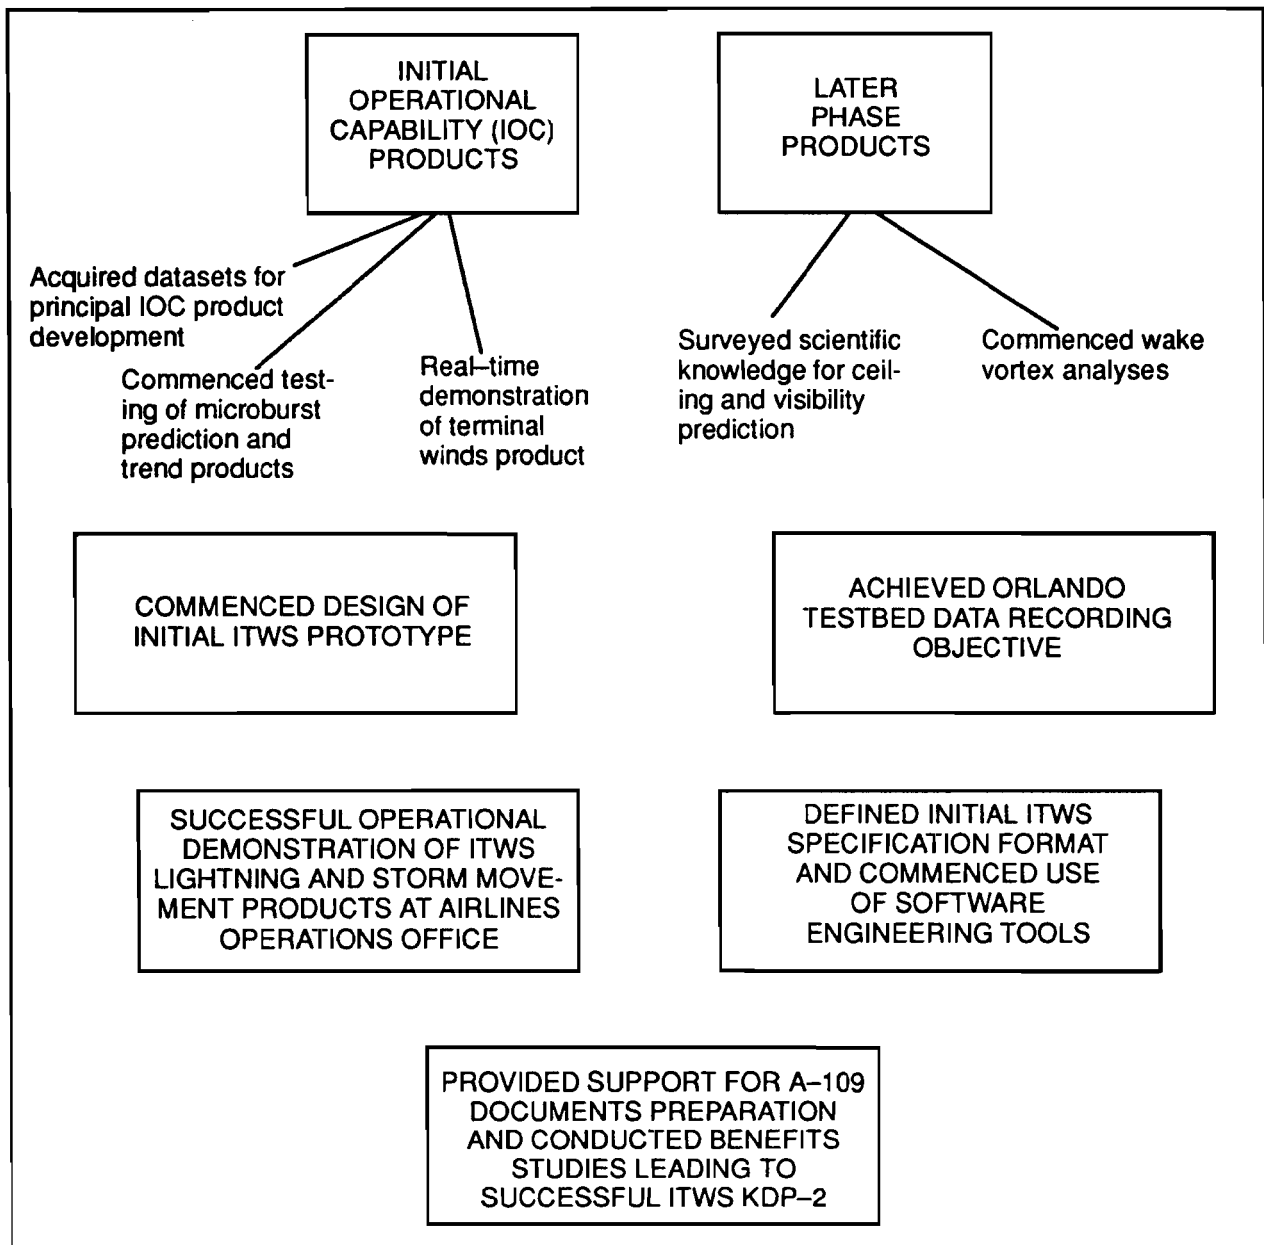 INITIAL
OPERATIONAL
CAPABILITY (IOC)
PRODUCTS
LATER
PHASE
PRODUCTS
Acquired datasets for
principal IOC product
development
Commenced test-
ing of microburst
prediction and
trend products
Real–time
demonstration
of terminal
winds product
Surveyed scientific
knowledge for ceil-
ing and visibility
prediction
Commenced wake
vortex analyses
COMMENCED DESIGN OF
INITIAL ITWS PROTOTYPE
ACHIEVED ORLANDO
TESTBED DATA RECORDING
OBJECTIVE
SUCCESSFUL OPERATIONAL
DEMONSTRATION OF ITWS
LIGHTNING AND STORM MOVE-
MENT PRODUCTS AT AIRLINES
OPERATIONS OFFICE
DEFINED INITIAL ITWS
SPECIFICATION FORMAT
AND COMMENCED USE
OF SOFTWARE
ENGINEERING TOOLS
PROVIDED SUPPORT FOR A–109
DOCUMENTS PREPARATION
AND CONDUCTED BENEFITS
STUDIES LEADING TO
SUCCESSFUL ITWS KDP–2